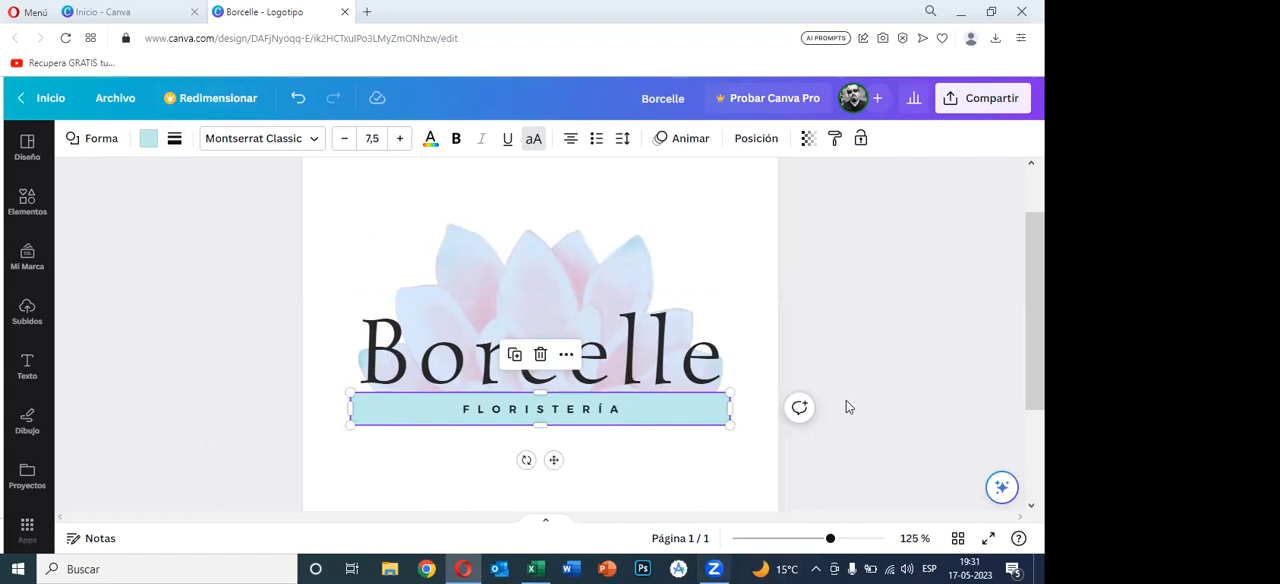 Menú
Inicio - Canva
Borcelle - Logotipo
www.canva.com/design/DAFjNyoqq-E/ik2HCTxuIPo3LMyZmONhzw/edit
AI PROMPTS
Recupera GRATIS tu...
Inicio
Archivo
Redimensionar
Borcelle
Probar Canva Pro
Compartir
Forma
Montserrat Classic
7,5
A
B
I
U
aA
Animar
Posición
Diseño
Elementos
Mi Marca
Subidos
Texto
Dibujo
Proyectos
Apps
Borcelle
FLORISTERÍA
Notas
Página 1 / 1
125 %
Buscar
15°C
ESP
19:31
17-05-2023
5